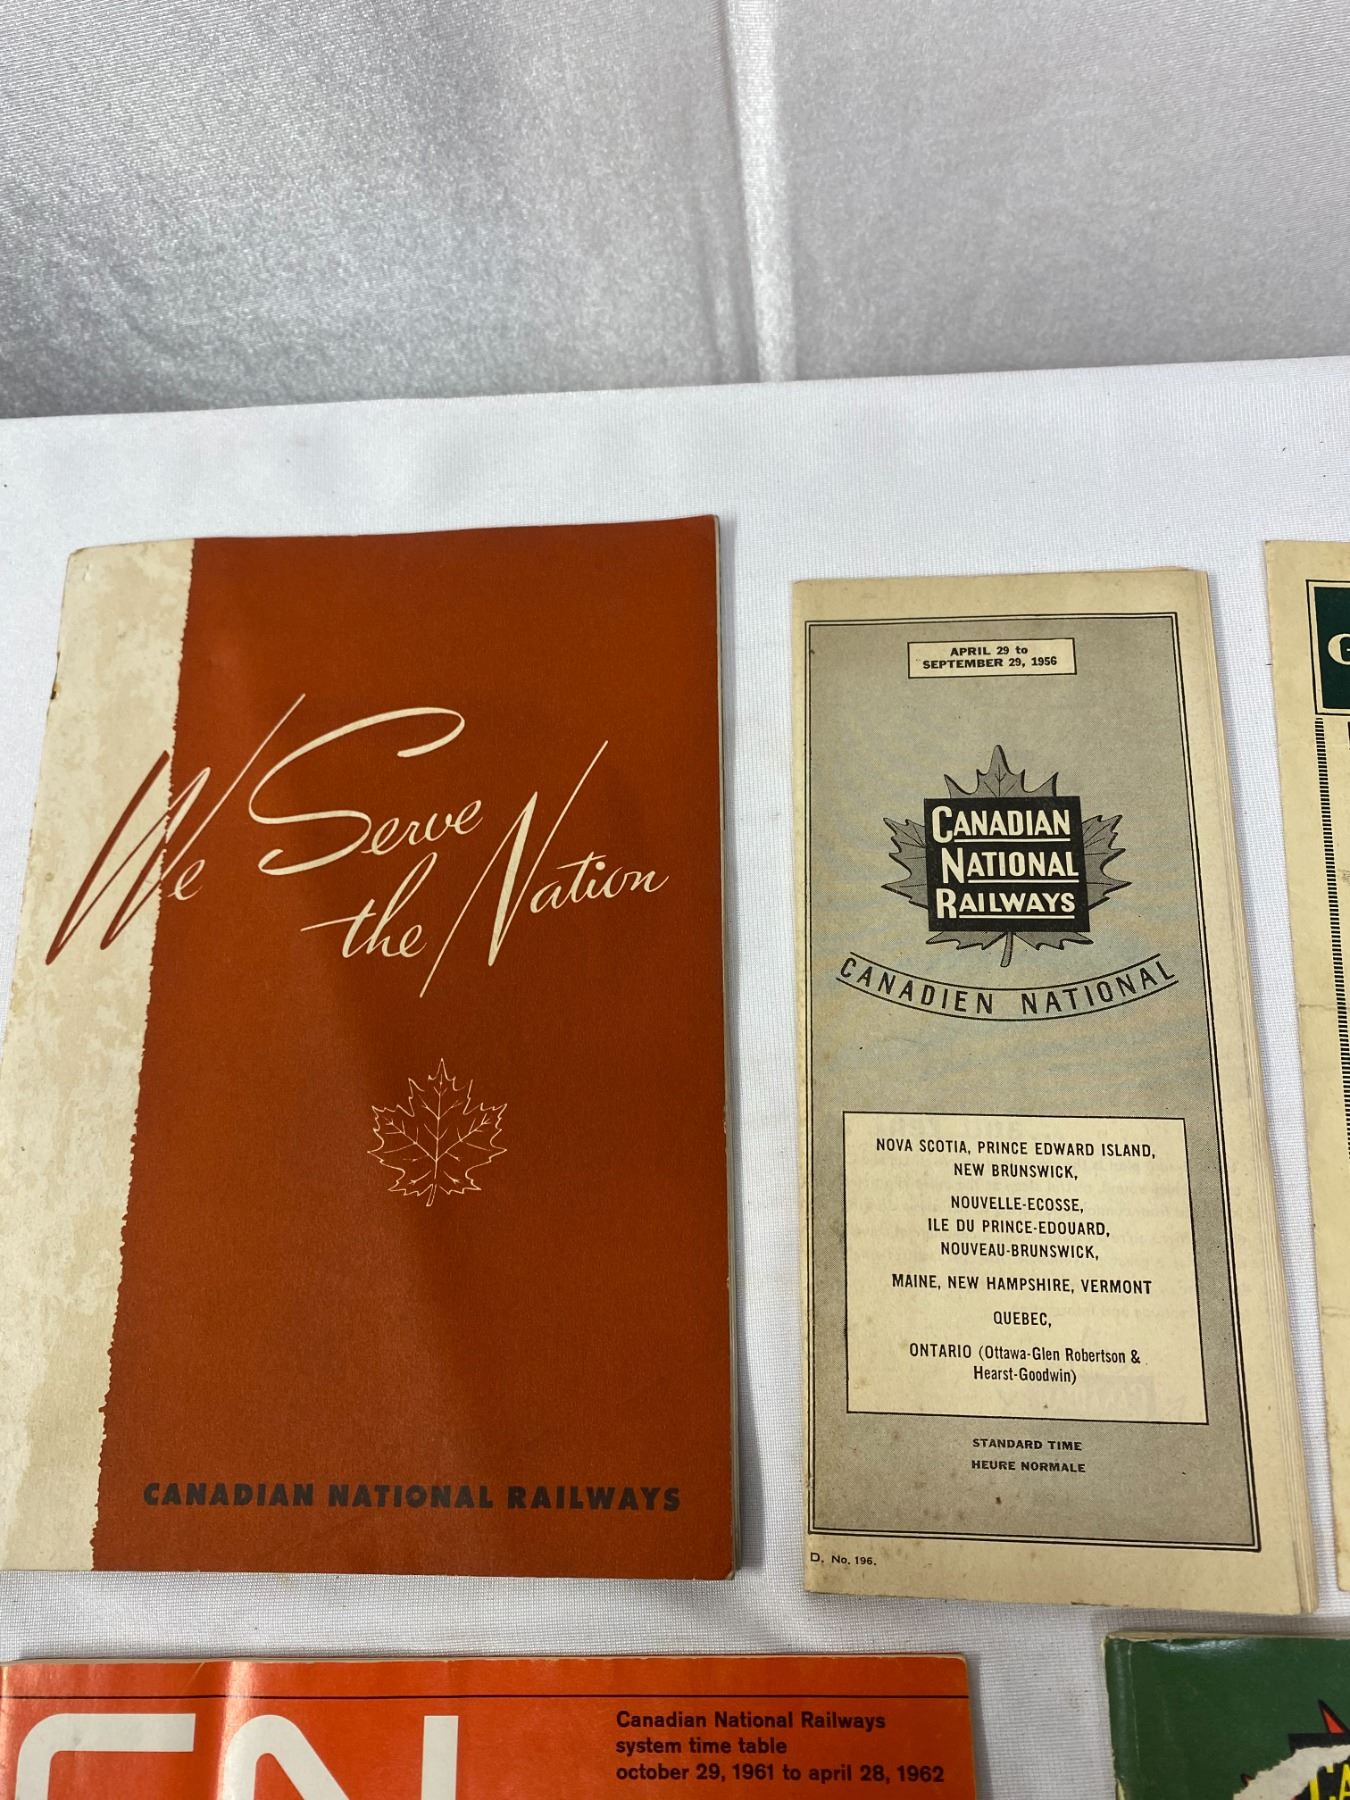 We Serve
the Nation
CANADIAN NATIONAL RAILWAYS
APRIL 29 to
SEPTEMBER 29, 1956
CANADIAN
NATIONAL
RAILWAYS
CANADIEN NATIONAL
NOVA SCOTIA, PRINCE EDWARD ISLAND,
NEW BRUNSWICK,
NOUVELLE-ECOSSE,
ILE DU PRINCE-EDOUARD,
NOUVEAU-BRUNSWICK,
MAINE, NEW HAMPSHIRE, VERMONT
QUEBEC,
ONTARIO (Ottawa-Glen Robertson &
Hearst-Goodwin)
STANDARD TIME
HEURE NORMALE
D. No. 196.
G
CN
Canadian National Railways
system time table
october 29, 1961 to april 28, 1962
CA